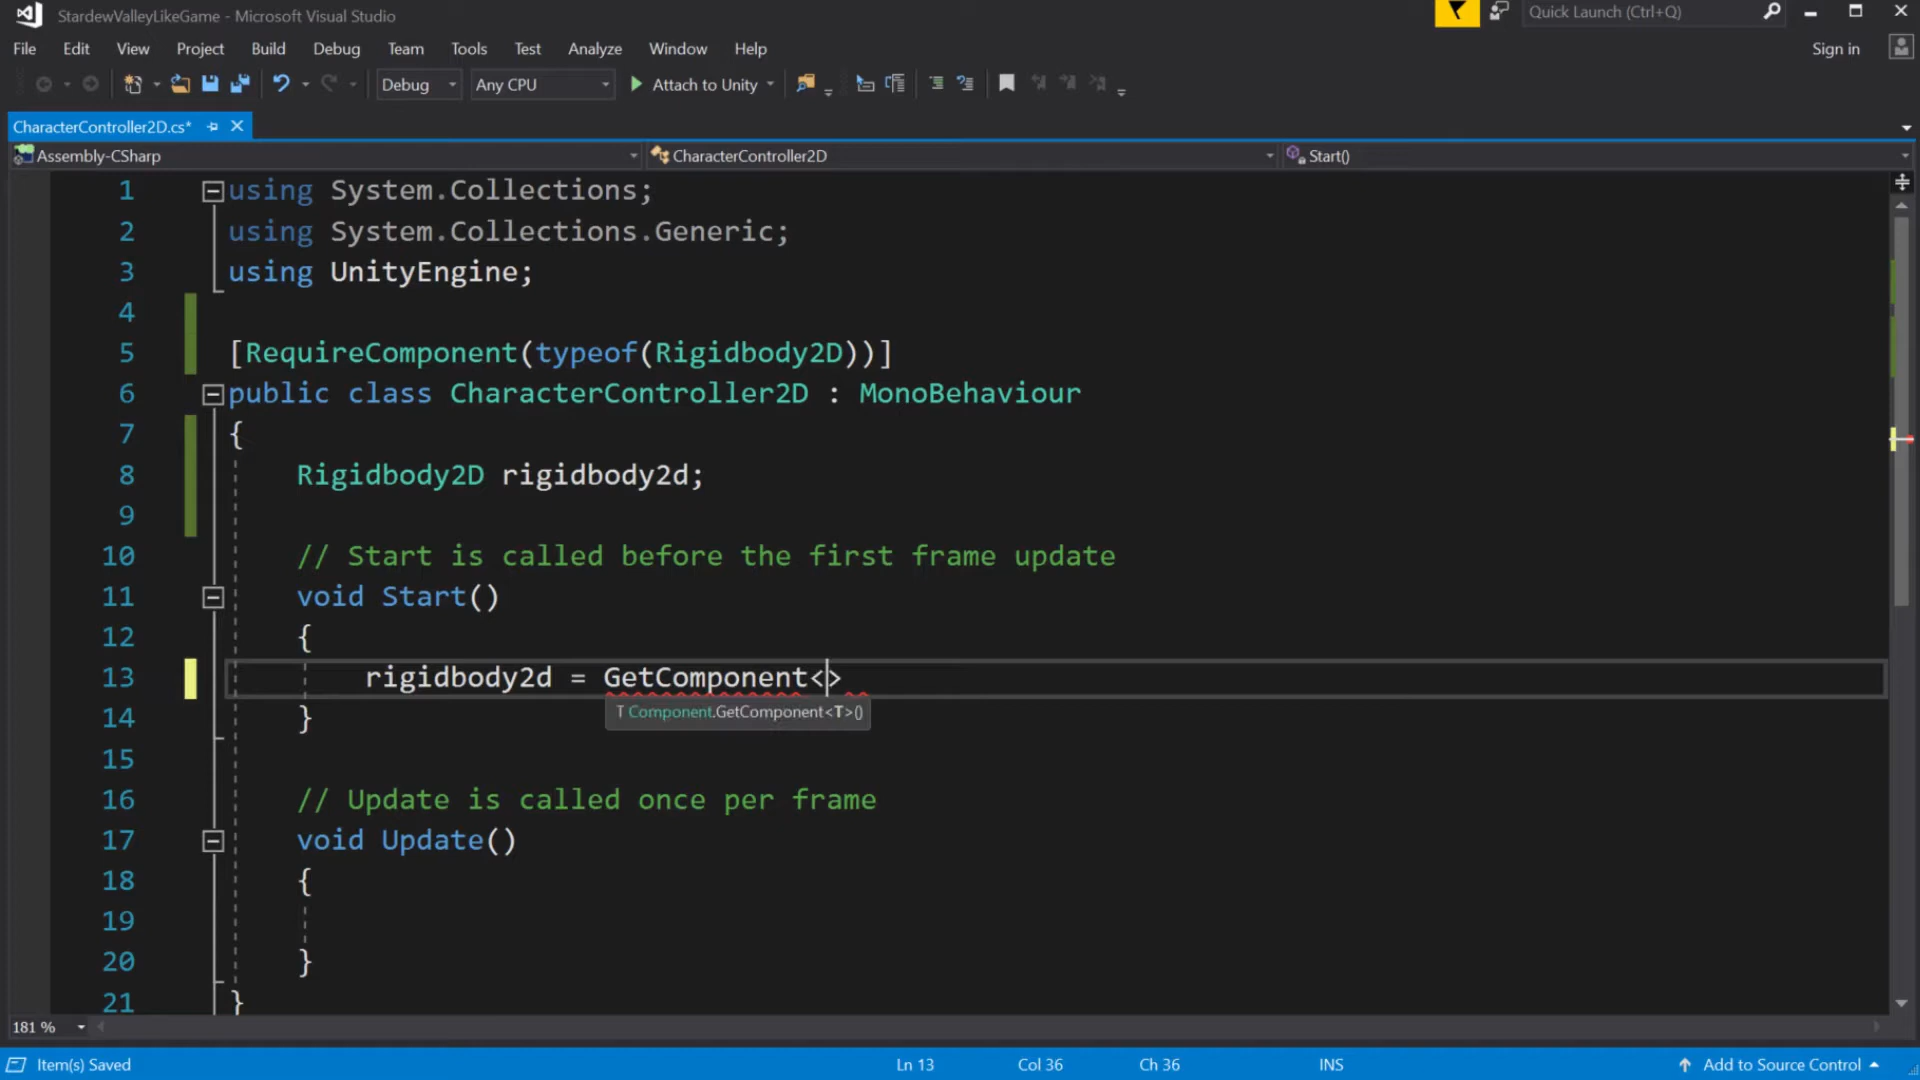 StardewValleyLikeGame - Microsoft Visual Studio
Quick Launch (Ctrl+Q)
File Edit View Project Build Debug Team Tools Test Analyze Window Help
Sign in
Debug Any CPU Attach to Unity
CharacterController2D.cs*
Assembly-CSharp CharacterController2D Start()
1 using System.Collections;
2 using System.Collections.Generic;
3 using UnityEngine;
4
5 [RequireComponent(typeof(Rigidbody2D))]
6 public class CharacterController2D : MonoBehaviour
7 {
8 Rigidbody2D rigidbody2d;
9
10 // Start is called before the first frame update
11 void Start()
12 {
13 rigidbody2d = GetComponent<>
T Component.GetComponent<T>()
14 }
15
16 // Update is called once per frame
17 void Update()
18 {
19
20 }
21 }
181 %
Item(s) Saved Ln 13 Col 36 Ch 36 INS Add to Source Control